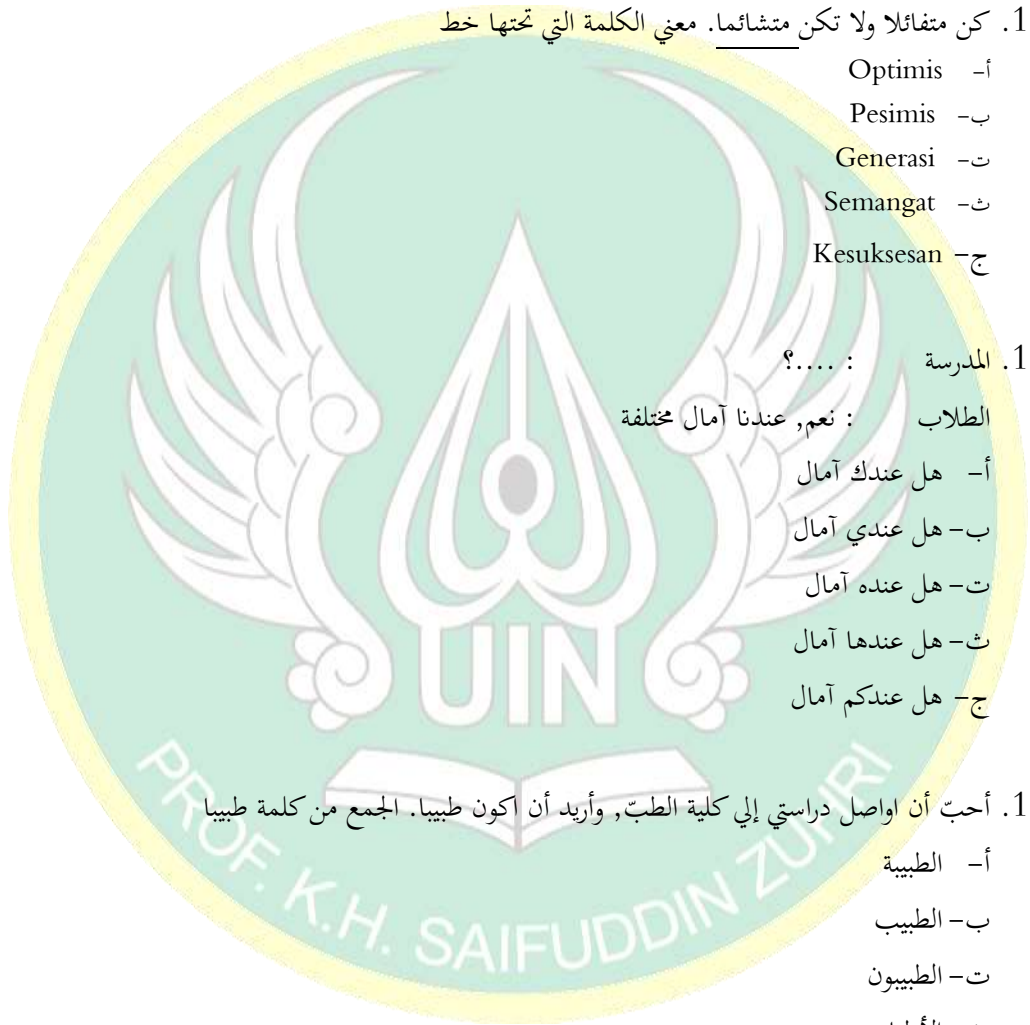 1. كن متفائلا ولا تكن متشائما. معني الكلمة التي تحتها خط
أ- Optimis
ب- Pesimis
ت- Generasi
ث- Semangat
ج- Kesuksesan
1. المدرسة : ....؟
الطلاب : نعم, عندنا آمال مختلفة
أ- هل عندك آمال
ب- هل عندي آمال
ت- هل عنده آمال
ث- هل عندها آمال
ج- هل عندكم آمال
1. أحبّ أن اواصل دراستي إلي كلية الطبّ, وأريد أن اكون طبيبا. الجمع من كلمة طبيبا
أ- الطبيبة
ب- الطبيب
ت- الطبيبون
UIN
PROF. K.H. SAIFUDDIN ZUHRI